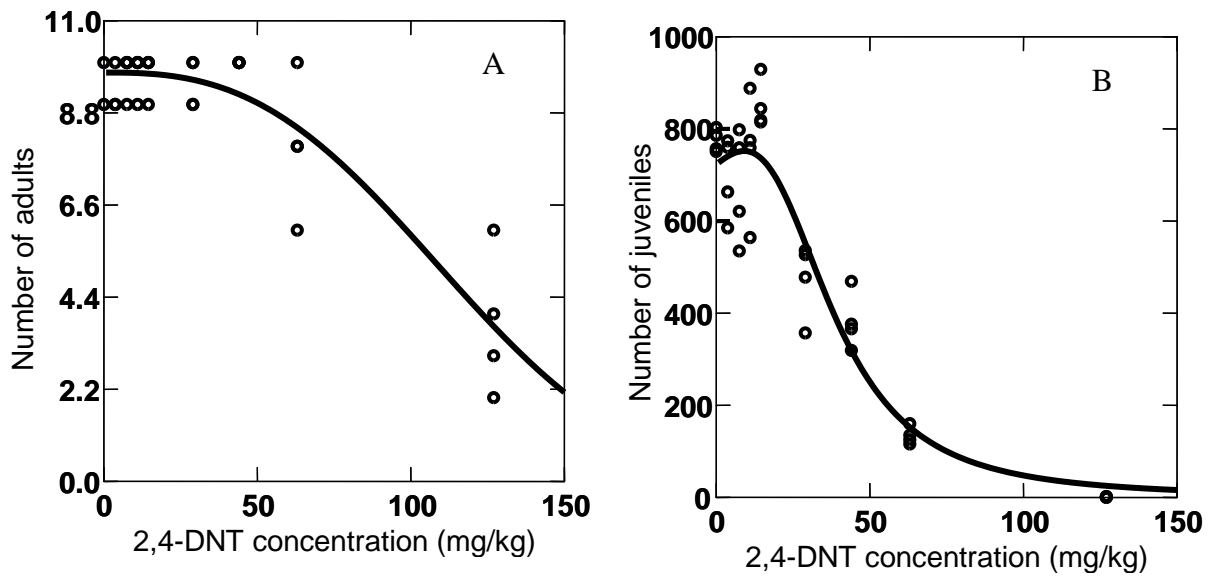 11.0
8.8
6.6
4.4
2.2
0.0
Number of adults
A
0 50 100 150
2,4-DNT concentration (mg/kg)
1000
800
600
400
200
0
Number of juveniles
B
0 50 100 150
2,4-DNT concentration (mg/kg)